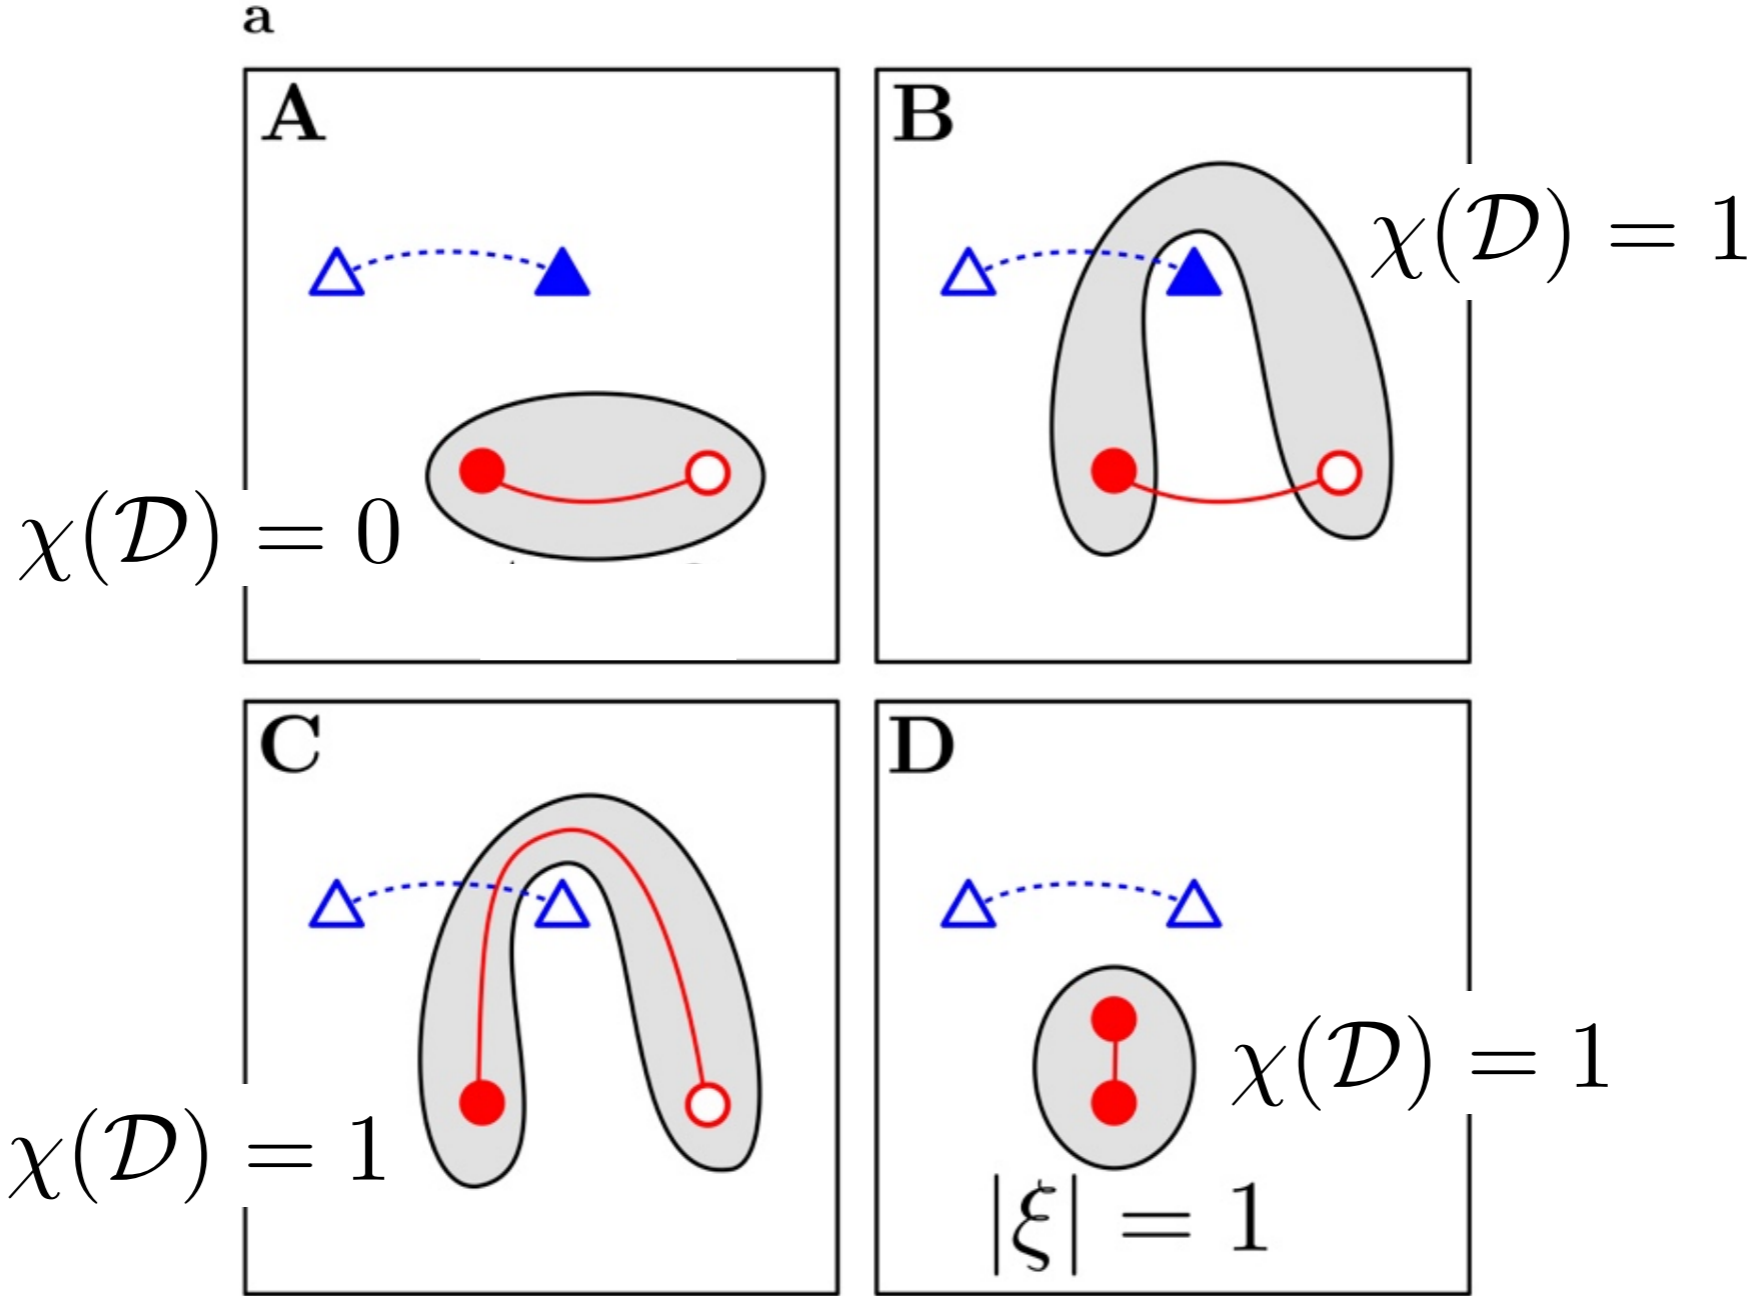 a
A
B
χ(𝒟) = 1
χ(𝒟) = 0
C
D
χ(𝒟) = 1
χ(𝒟) = 1
|ξ| = 1